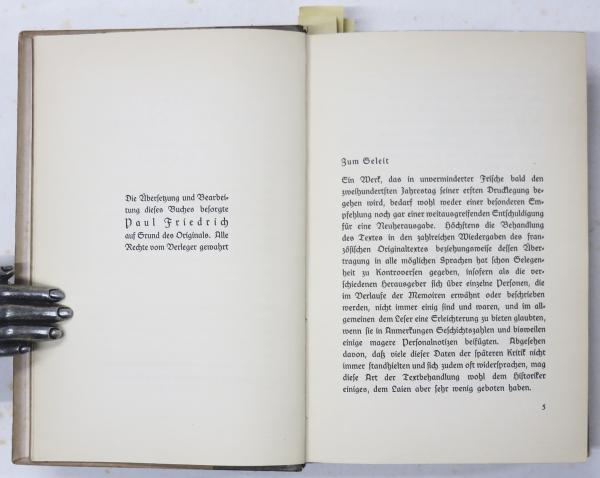 Die Übersetzung und Bearbei-
tung dieses Buches besorgte
Paul Friedrich
auf Grund des Originals. Alle
Rechte vom Verleger gewahrt
Zum Geleit
Ein Werk, das in unverminderter Frische bald den
zweihundertsten Jahrestag seiner ersten Drucklegung be-
gehen wird, bedarf wohl weder einer besonderen Em-
pfehlung noch gar einer weitausgreifenden Entschuldigung
für eine Neuherausgabe. Höchstens die Behandlung
des Textes in den zahlreichen Wiedergaben des fran-
zösischen Originaltextes beziehungsweise dessen Über-
tragung in alle möglichen Sprachen hat schon Gelegen-
heit zu Kontroversen gegeben, insofern als die ver-
schiedenen Herausgeber sich über einzelne Personen, die
im Verlaufe der Memoiren erwähnt oder beschrieben
werden, nicht immer einig sind und waren, und im all-
gemeinen dem Leser eine Erleichterung zu bieten glaubten,
wenn sie in Anmerkungen Geschichtszahlen und bisweilen
einige magere Personalnotizen beifügten. Abgesehen
davon, daß viele dieser Daten der späteren Kritik nicht
immer standhielten und sich zudem oft widersprachen, mag
diese Art der Textbehandlung wohl dem Historiker
einiges, dem Laien aber sehr wenig geboten haben.
5